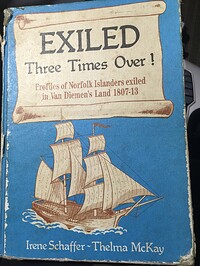 EXILED
Three Times Over!
Profiles of Norfolk Islanders exiled
in Van Diemen's Land 1807-13
Irene Schaffer - Thelma McKay